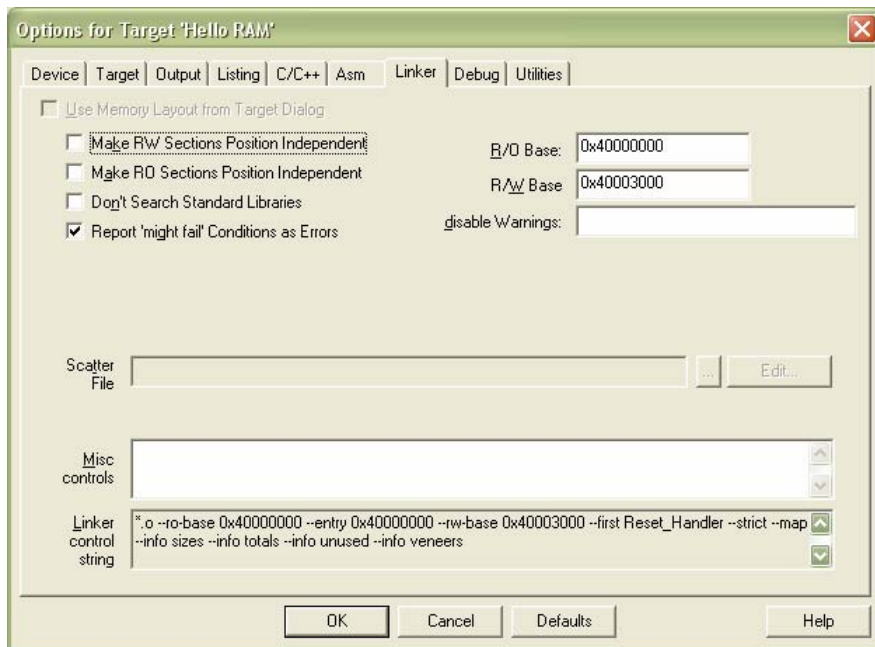 Options for Target 'Hello RAM'
Device Target Output Listing C/C++ Asm Linker Debug Utilities
Use Memory Layout from Target Dialog
Make RW Sections Position Independent
R/O Base: 0x40000000
Make RO Sections Position Independent
R/W Base 0x40003000
Don't Search Standard Libraries
disable Warnings:
Report 'might fail' Conditions as Errors
Scatter
File
... Edit...
Misc
controls
Linker
control
string
*.o --ro-base 0x40000000 --entry 0x40000000 --rw-base 0x40003000 --first Reset_Handler --strict --map
--info sizes --info totals --info unused --info veneers
OK Cancel Defaults Help